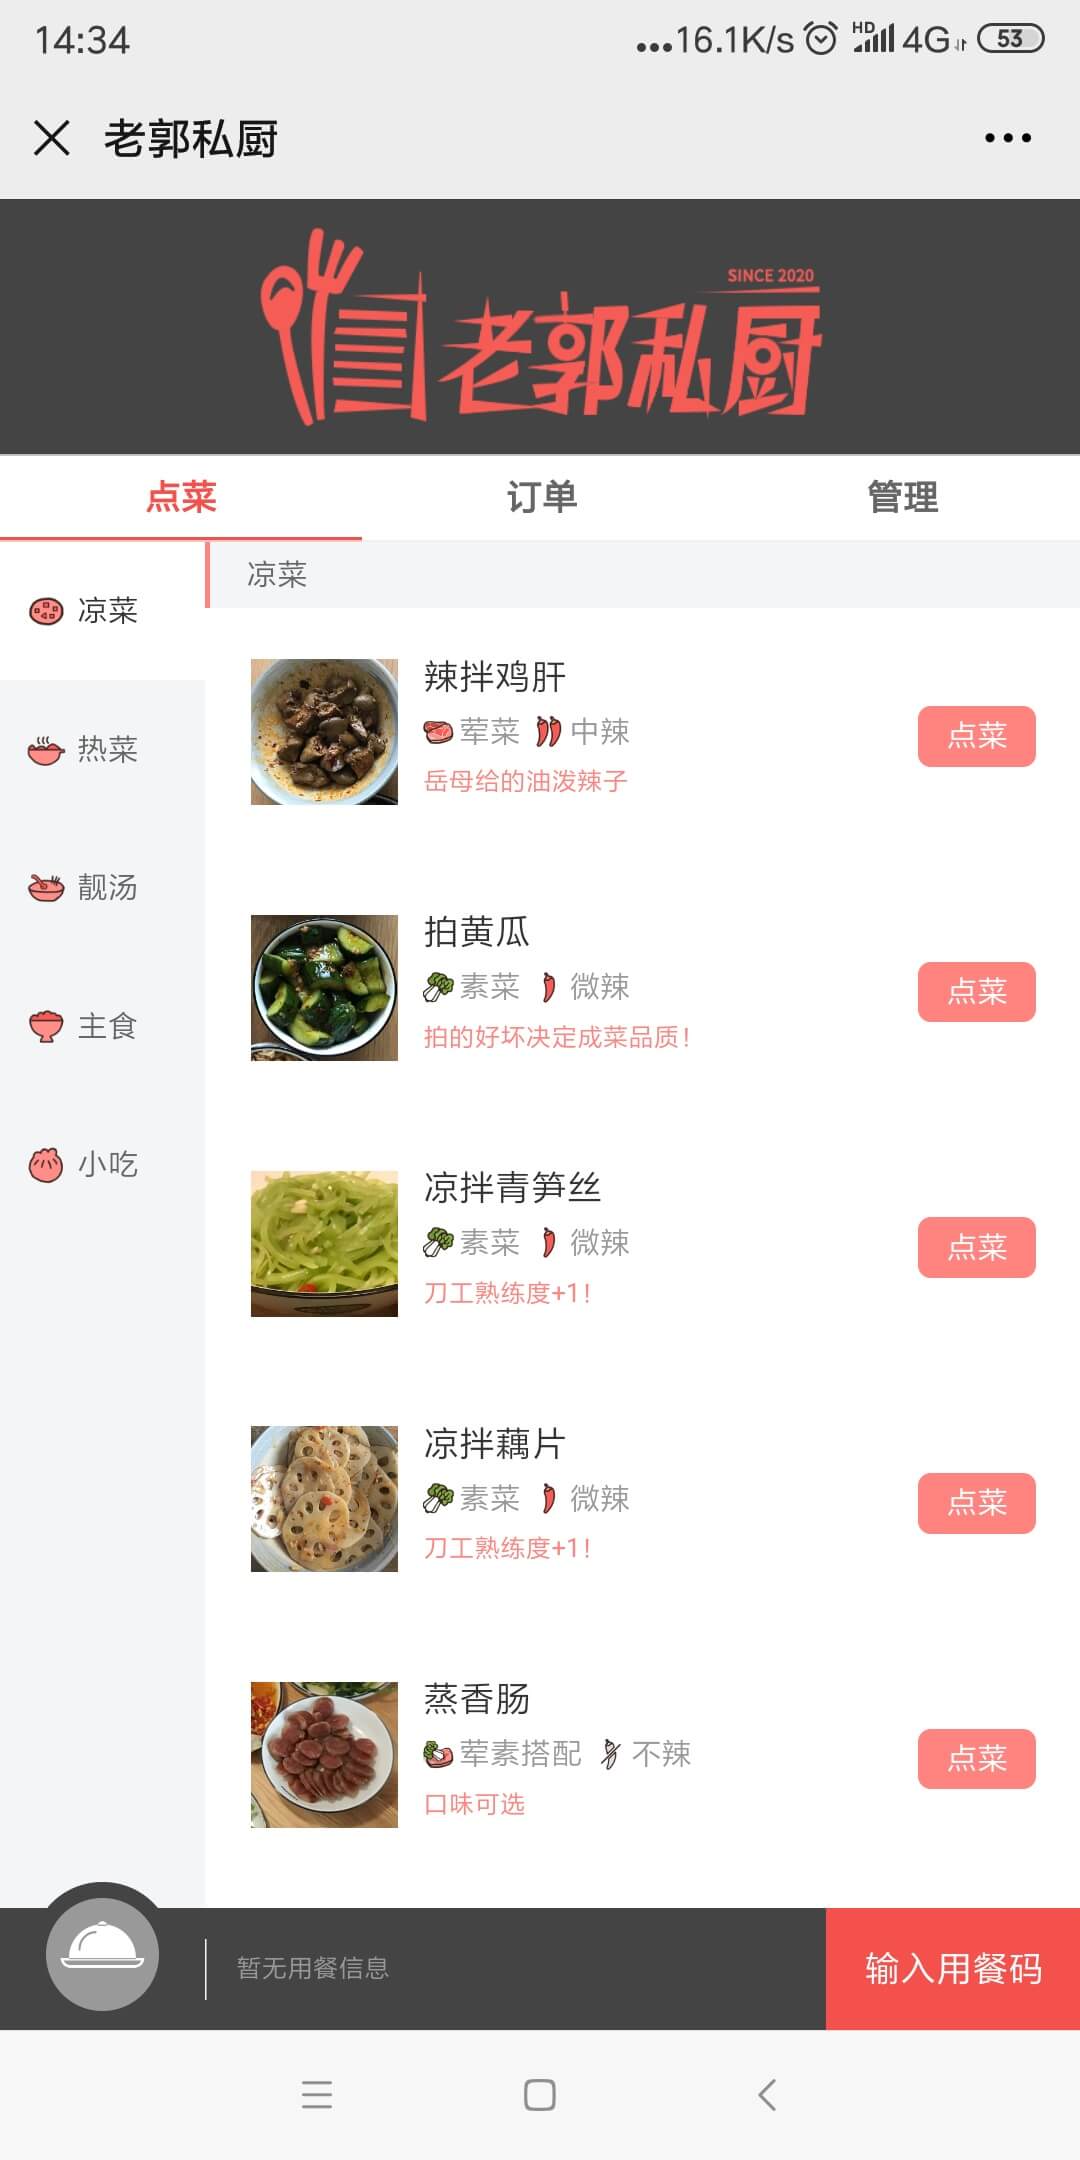 14:34
...16.1K/s HD 4G 53
老郭私厨
SINCE 2020
老郭私厨
点菜 订单 管理
凉菜
凉菜
热菜
靓汤
主食
小吃
辣拌鸡肝
荤菜 中辣
岳母给的油泼辣子
点菜
拍黄瓜
素菜 微辣
拍的好坏决定成菜品质!
点菜
凉拌青笋丝
素菜 微辣
刀工熟练度+1!
点菜
凉拌藕片
素菜 微辣
刀工熟练度+1!
点菜
蒸香肠
荤素搭配 不辣
口味可选
点菜
暂无用餐信息
输入用餐码